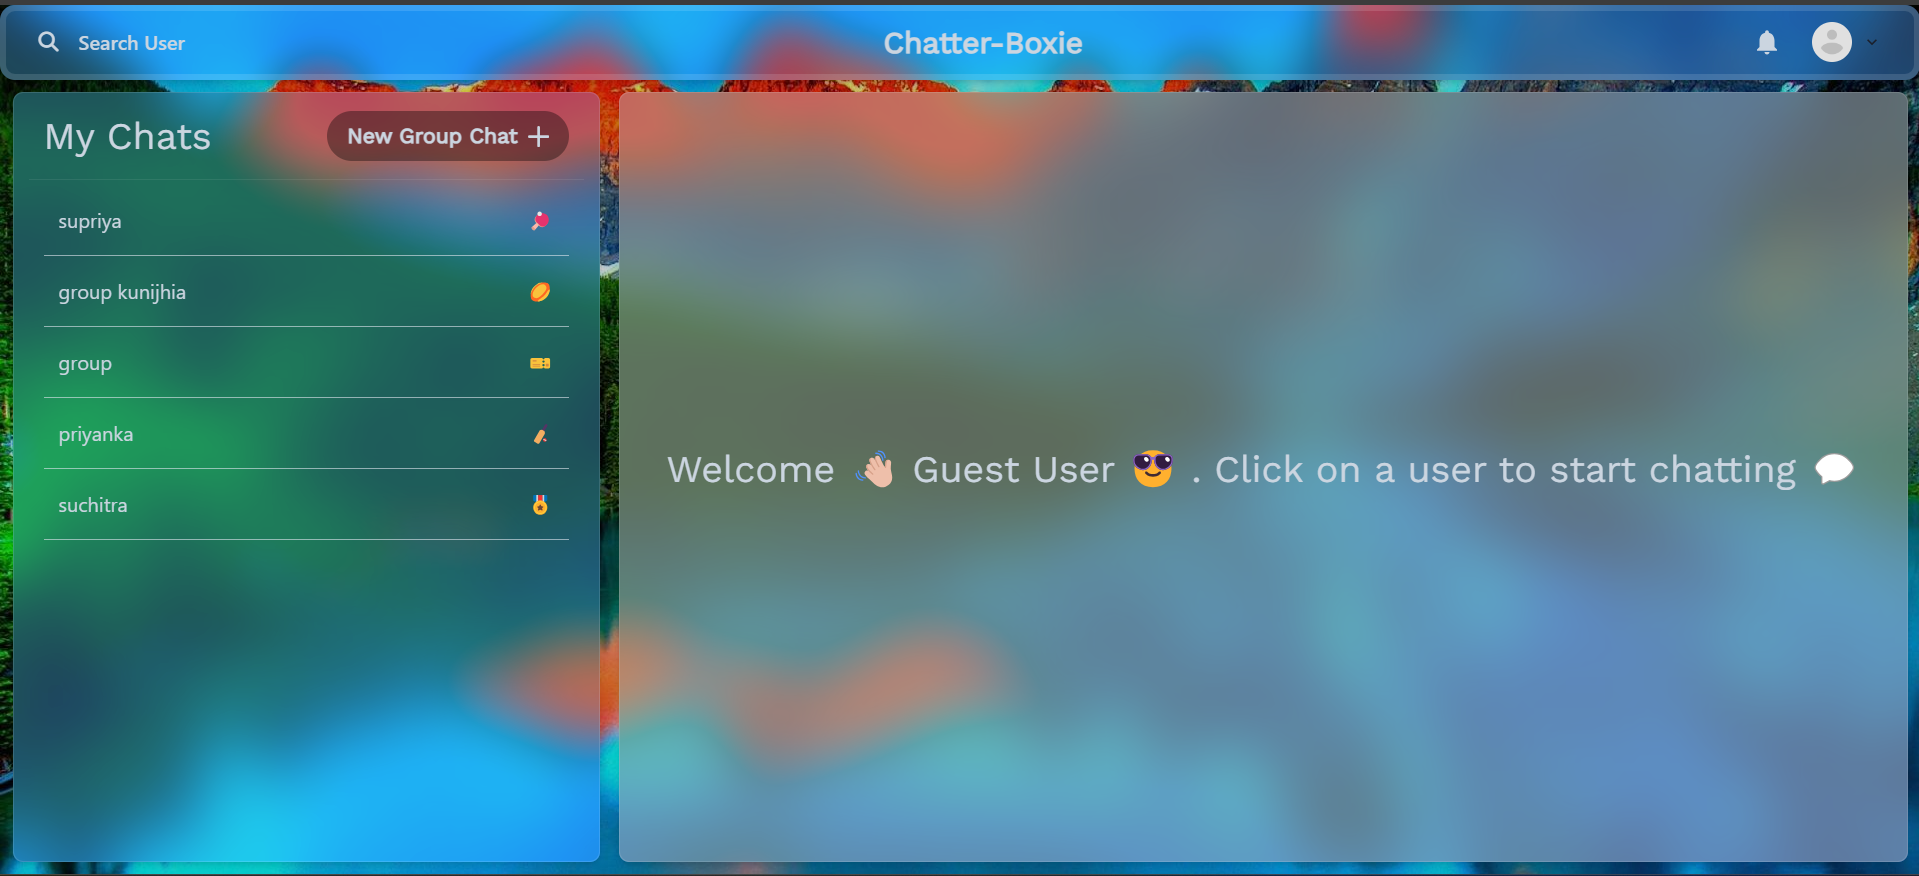 Search User
Chatter-Boxie
My Chats
New Group Chat +
supriya
group kunijhia
group
priyanka
suchitra
Welcome 👋🏻 Guest User 😎 . Click on a user to start chatting 💬